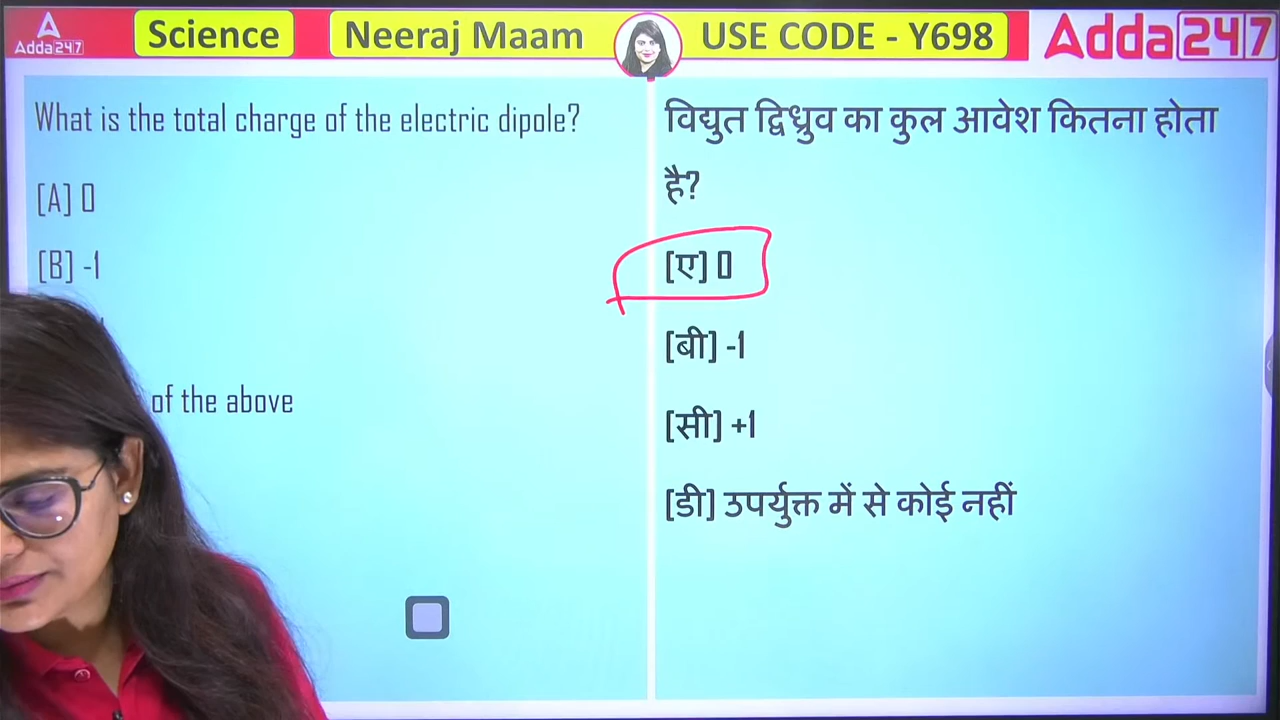 Adda247
Science
Neeraj Maam
USE CODE - Y698
Adda247
What is the total charge of the electric dipole?
[A] 0
[B] -1
of the above
विद्युत द्विध्रुव का कुल आवेश कितना होता
है?
[ए] 0
[बी] -1
[सी] +1
[डी] उपर्युक्त में से कोई नहीं